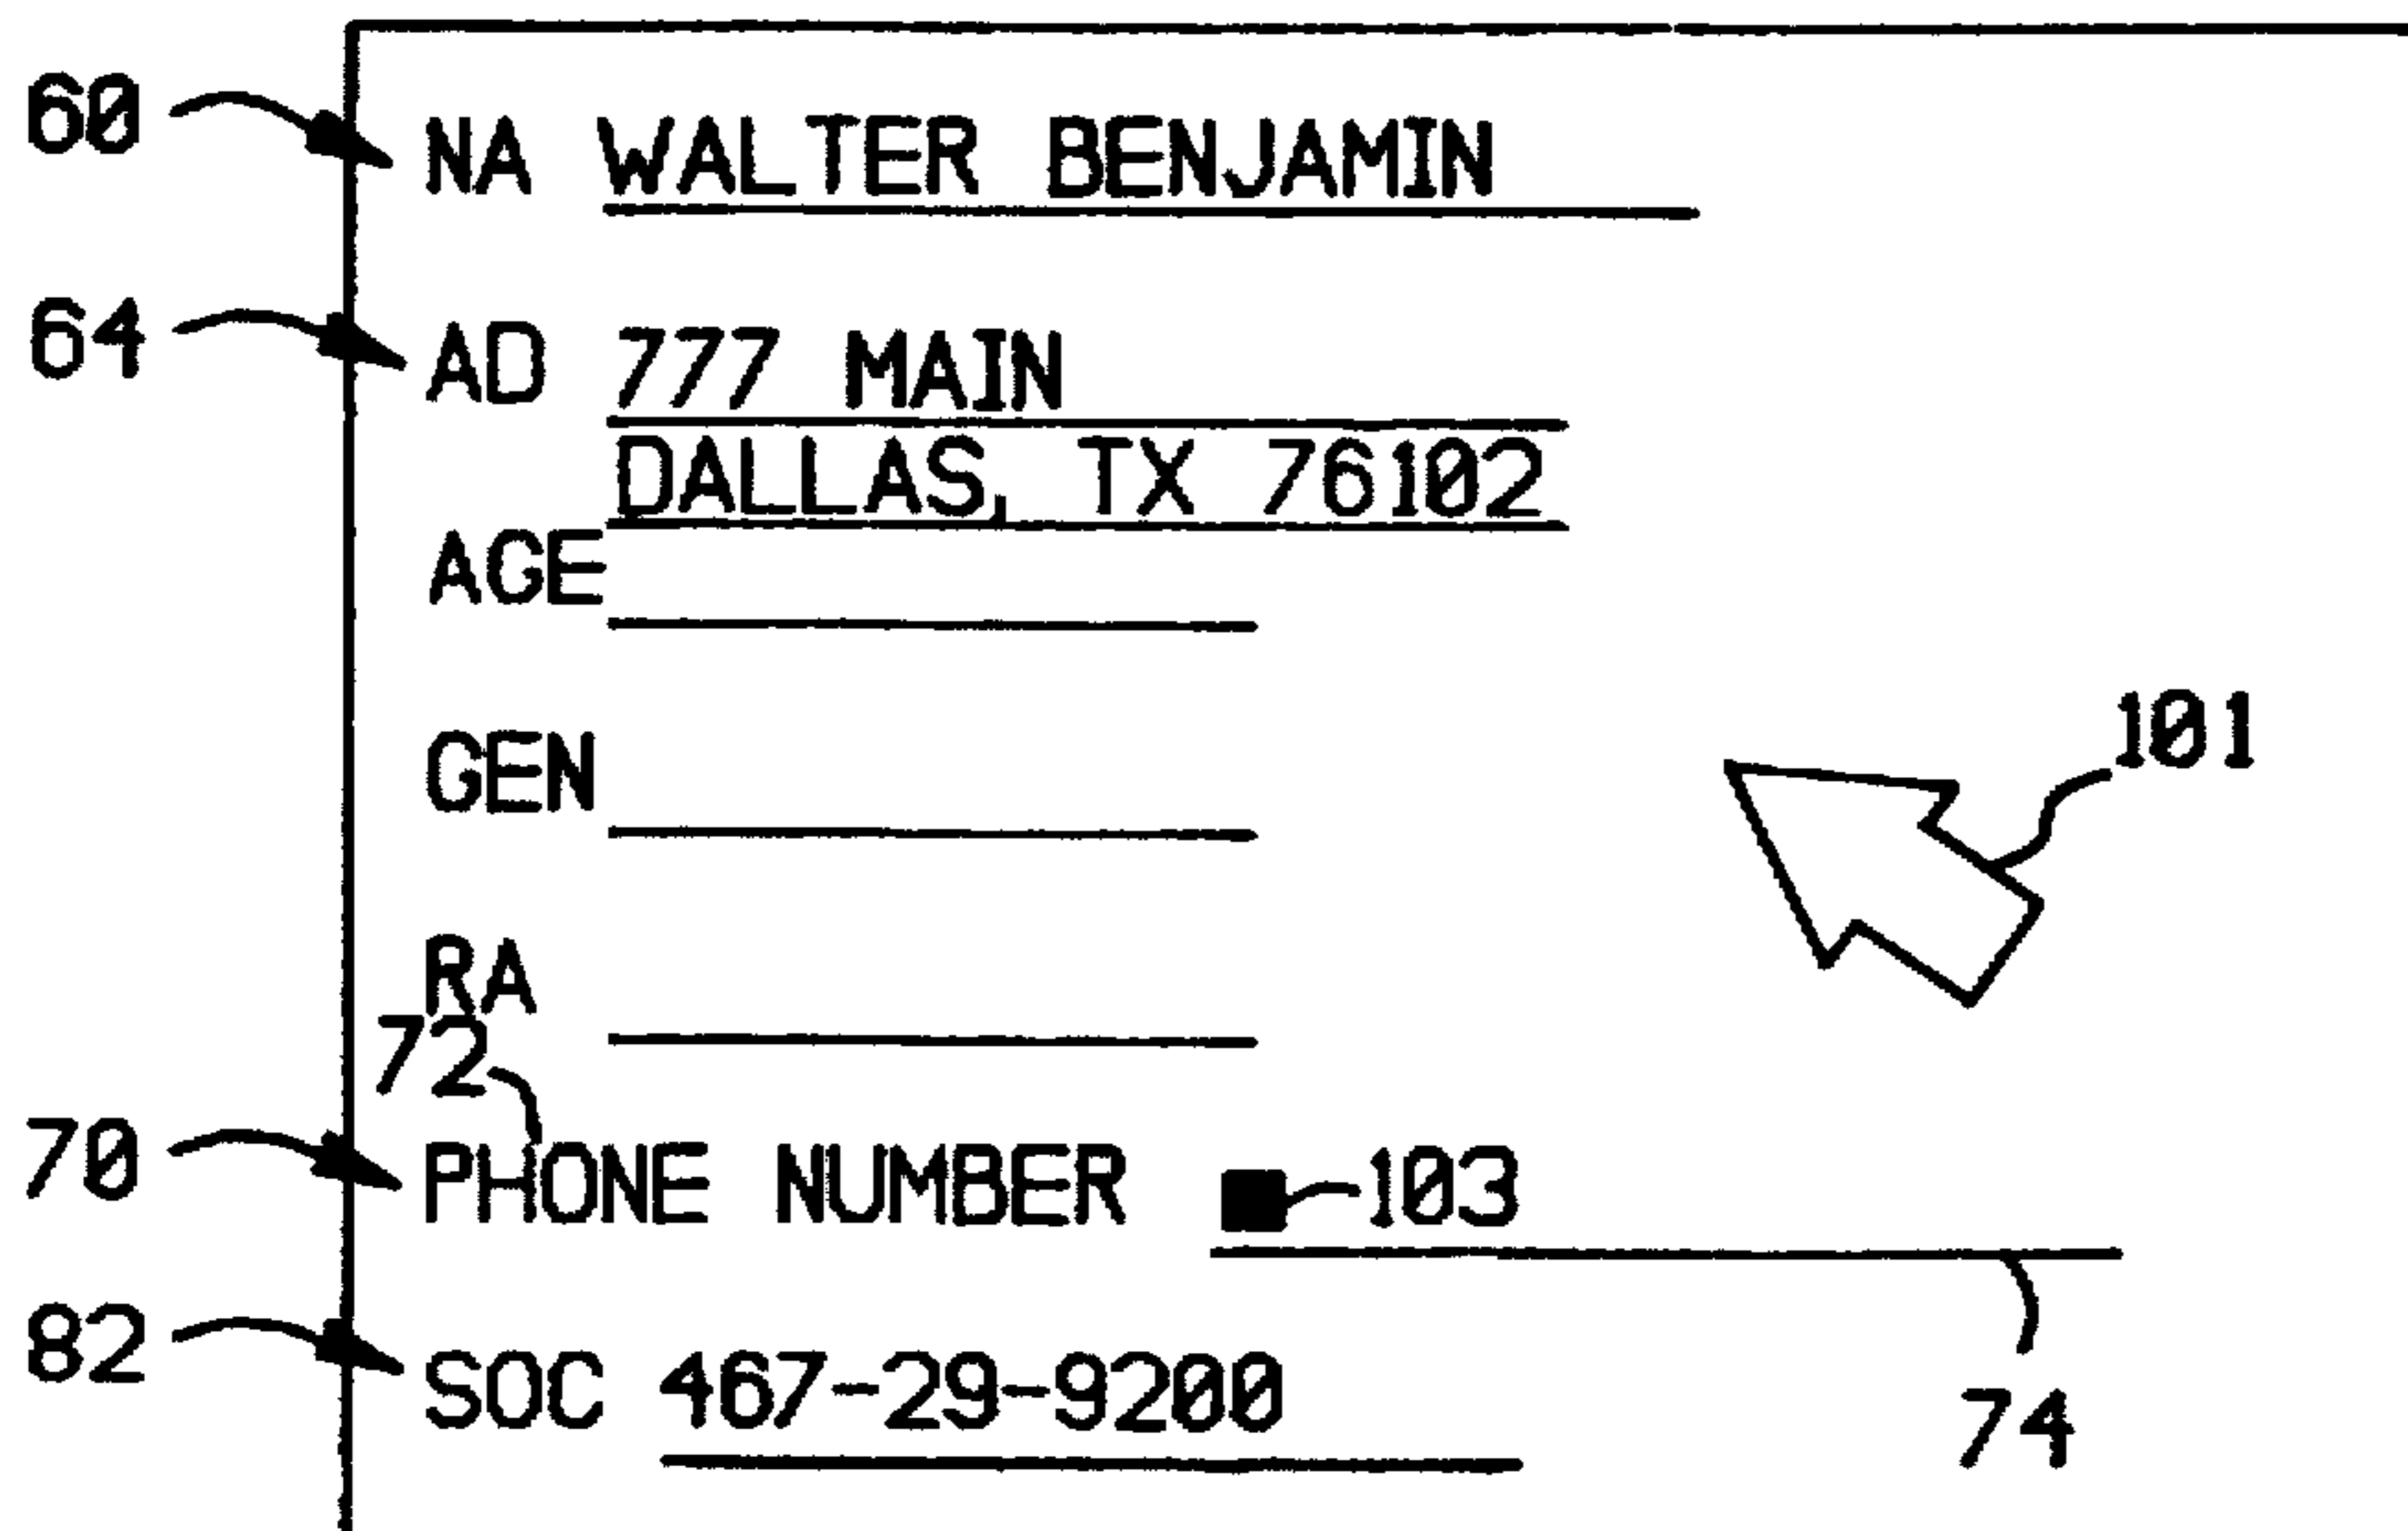 60 NA WALTER BENJAMIN
64 AD 777 MAIN
DALLAS, TX 76102
AGE
101
GEN
RA
72
70 PHONE NUMBER 103
82 SOC 467-29-9200
74